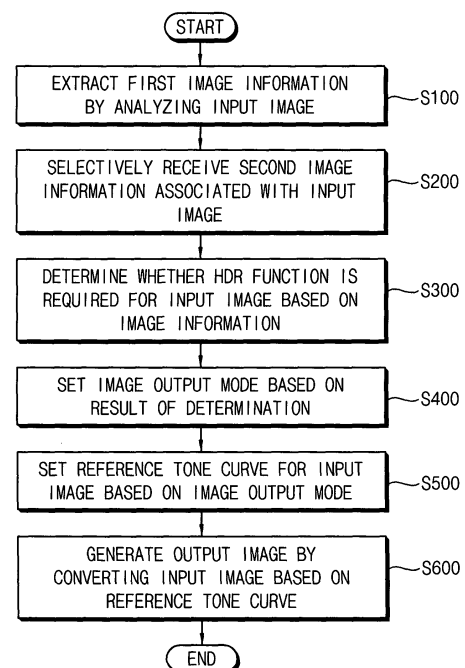 START
EXTRACT FIRST IMAGE INFORMATION
BY ANALYZING INPUT IMAGE
S100
SELECTIVELY RECEIVE SECOND IMAGE
INFORMATION ASSOCIATED WITH INPUT
IMAGE
S200
DETERMINE WHETHER HDR FUNCTION IS
REQUIRED FOR INPUT IMAGE BASED ON
IMAGE INFORMATION
S300
SET IMAGE OUTPUT MODE BASED ON
RESULT OF DETERMINATION
S400
SET REFERENCE TONE CURVE FOR INPUT
IMAGE BASED ON IMAGE OUTPUT MODE
S500
GENERATE OUTPUT IMAGE BY
CONVERTING INPUT IMAGE BASED ON
REFERENCE TONE CURVE
S600
END